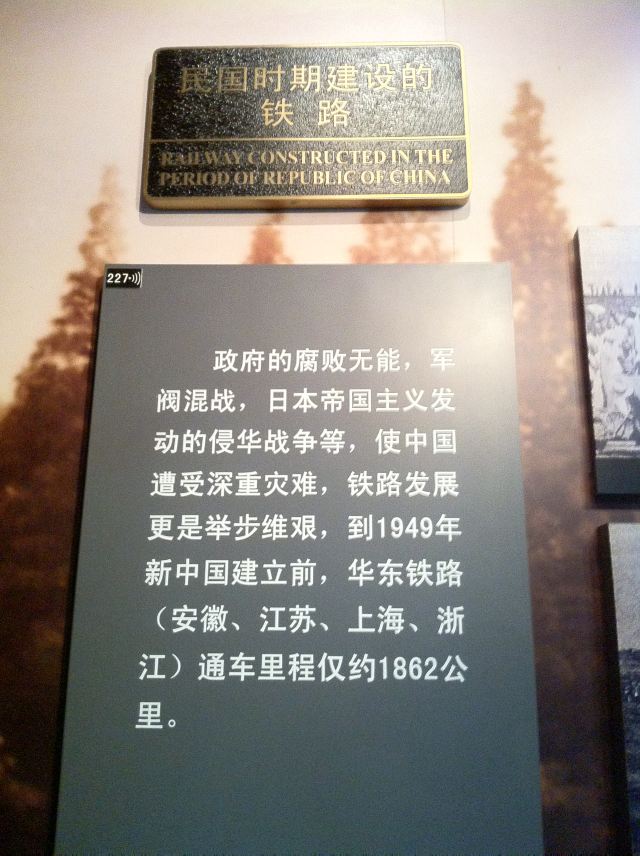 民国时期建设的
铁 路
RAILWAY CONSTRUCTED IN THE
PERIOD OF REPUBLIC OF CHINA
227
政府的腐败无能，军
阀混战，日本帝国主义发
动的侵华战争等，使中国
遭受深重灾难，铁路发展
更是举步维艰，到1949年
新中国建立前，华东铁路
（安徽、江苏、上海、浙
江）通车里程仅约1862公
里。